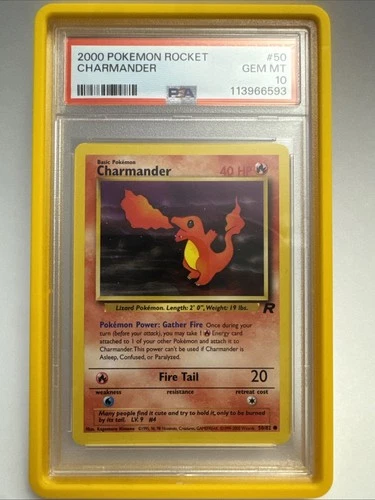 2000 POKEMON ROCKET #50
CHARMANDER GEM MT
10
PSA 113966593
Basic Pokémon
Charmander 40 HP
Lizard Pokémon. Length: 2' 0", Weight: 19 lbs.
R
Pokémon Power: Gather Fire Once during your
turn (before your attack), you may take 1 Energy card
attached to 1 of your other Pokémon and attach it to
Charmander. This power can't be used if Charmander is
Asleep, Confused, or Paralyzed.
Fire Tail 20
weakness resistance retreat cost
Many people find it cute and try to hold it, only to be burned
by its tail. LV. 9 #4
50/82